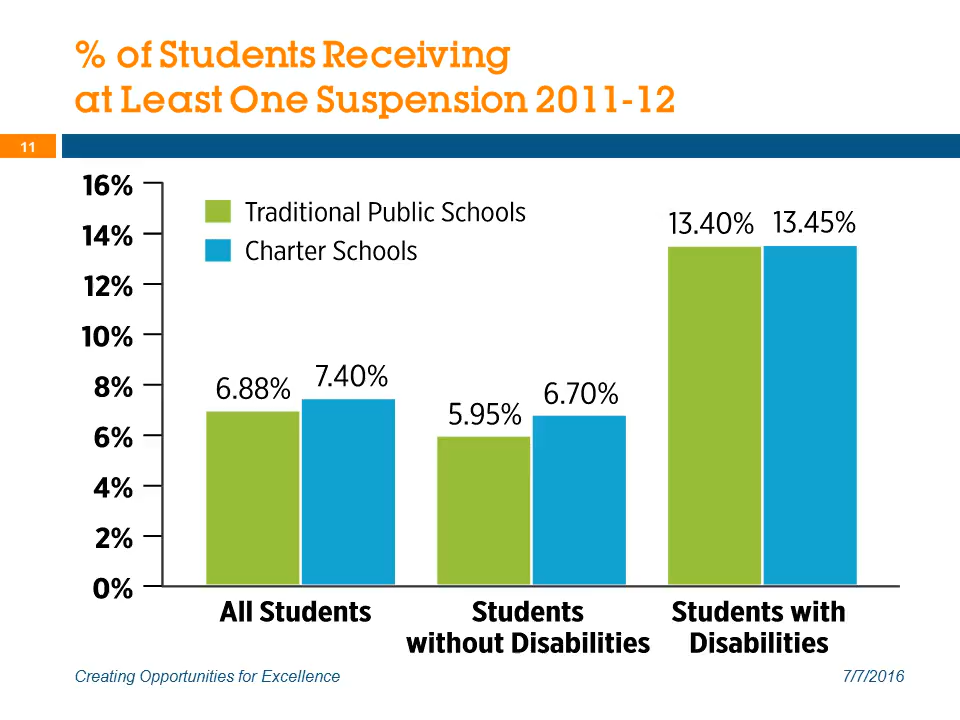 % of Students Receiving
at Least One Suspension 2011-12
11
16%
14%
12%
10%
8%
6%
4%
2%
0%
Traditional Public Schools
Charter Schools
6.88%
7.40%
5.95%
6.70%
13.40%
13.45%
All Students
Students
without Disabilities
Students with
Disabilities
Creating Opportunities for Excellence
7/7/2016